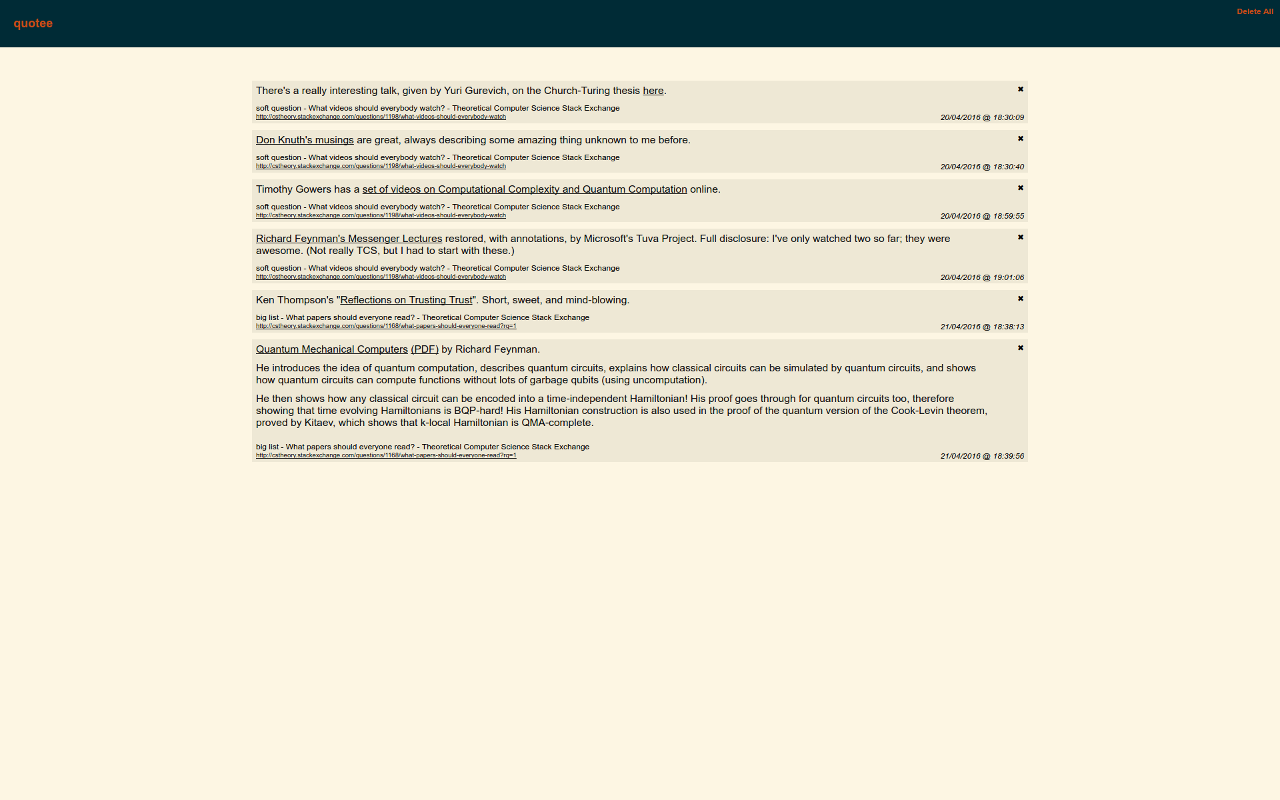 quotee
Delete All
There's a really interesting talk, given by Yuri Gurevich, on the Church-Turing thesis here. ✖
soft question - What videos should everybody watch? - Theoretical Computer Science Stack Exchange
http://cstheory.stackexchange.com/questions/1198/what-videos-should-everybody-watch 20/04/2016 @ 18:30:09
Don Knuth's musings are great, always describing some amazing thing unknown to me before. ✖
soft question - What videos should everybody watch? - Theoretical Computer Science Stack Exchange
http://cstheory.stackexchange.com/questions/1198/what-videos-should-everybody-watch 20/04/2016 @ 18:30:40
Timothy Gowers has a set of videos on Computational Complexity and Quantum Computation online. ✖
soft question - What videos should everybody watch? - Theoretical Computer Science Stack Exchange
http://cstheory.stackexchange.com/questions/1198/what-videos-should-everybody-watch 20/04/2016 @ 18:59:55
Richard Feynman's Messenger Lectures restored, with annotations, by Microsoft's Tuva Project. Full disclosure: I've only watched two so far; they were ✖
awesome. (Not really TCS, but I had to start with these.)
soft question - What videos should everybody watch? - Theoretical Computer Science Stack Exchange
http://cstheory.stackexchange.com/questions/1198/what-videos-should-everybody-watch 20/04/2016 @ 19:01:06
Ken Thompson's "Reflections on Trusting Trust". Short, sweet, and mind-blowing. ✖
big list - What papers should everyone read? - Theoretical Computer Science Stack Exchange
http://cstheory.stackexchange.com/questions/1168/what-papers-should-everyone-read?rq=1 21/04/2016 @ 18:38:13
Quantum Mechanical Computers (PDF) by Richard Feynman. ✖
He introduces the idea of quantum computation, describes quantum circuits, explains how classical circuits can be simulated by quantum circuits, and shows
how quantum circuits can compute functions without lots of garbage qubits (using uncomputation).
He then shows how any classical circuit can be encoded into a time-independent Hamiltonian! His proof goes through for quantum circuits too, therefore
showing that time evolving Hamiltonians is BQP-hard! His Hamiltonian construction is also used in the proof of the quantum version of the Cook-Levin theorem,
proved by Kitaev, which shows that k-local Hamiltonian is QMA-complete.
big list - What papers should everyone read? - Theoretical Computer Science Stack Exchange
http://cstheory.stackexchange.com/questions/1168/what-papers-should-everyone-read?rq=1 21/04/2016 @ 18:39:56